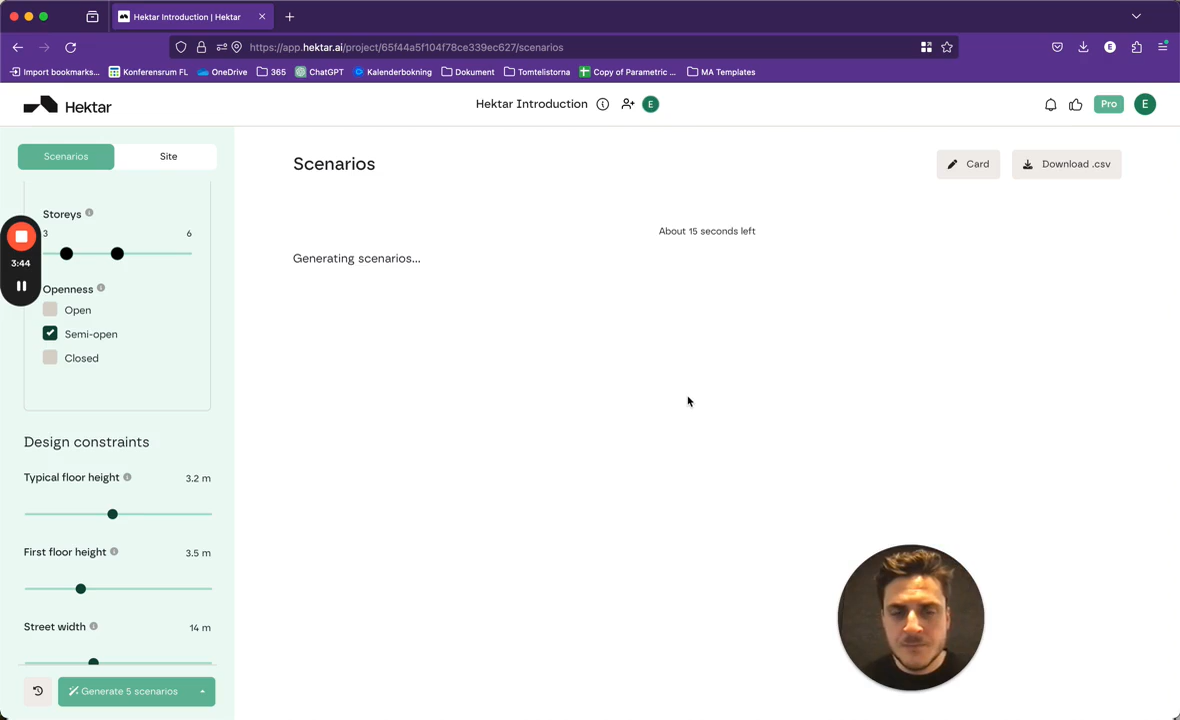 Hektar Introduction | Hektar
https://app.hektar.ai/project/65f44a5f104f78ce339ec627/scenarios
Import bookmarks...
Konferensrum FL
OneDrive
365
ChatGPT
Kalenderbokning
Dokument
Tomtelistorna
Copy of Parametric ...
MA Templates
Hektar
Hektar Introduction
E
Pro
E
Scenarios
Site
Scenarios
Card
Download .csv
Storeys
3
6
About 15 seconds left
Generating scenarios...
3:44
Openness
Open
Semi-open
Closed
Design constraints
Typical floor height
3.2 m
First floor height
3.5 m
Street width
14 m
Generate 5 scenarios